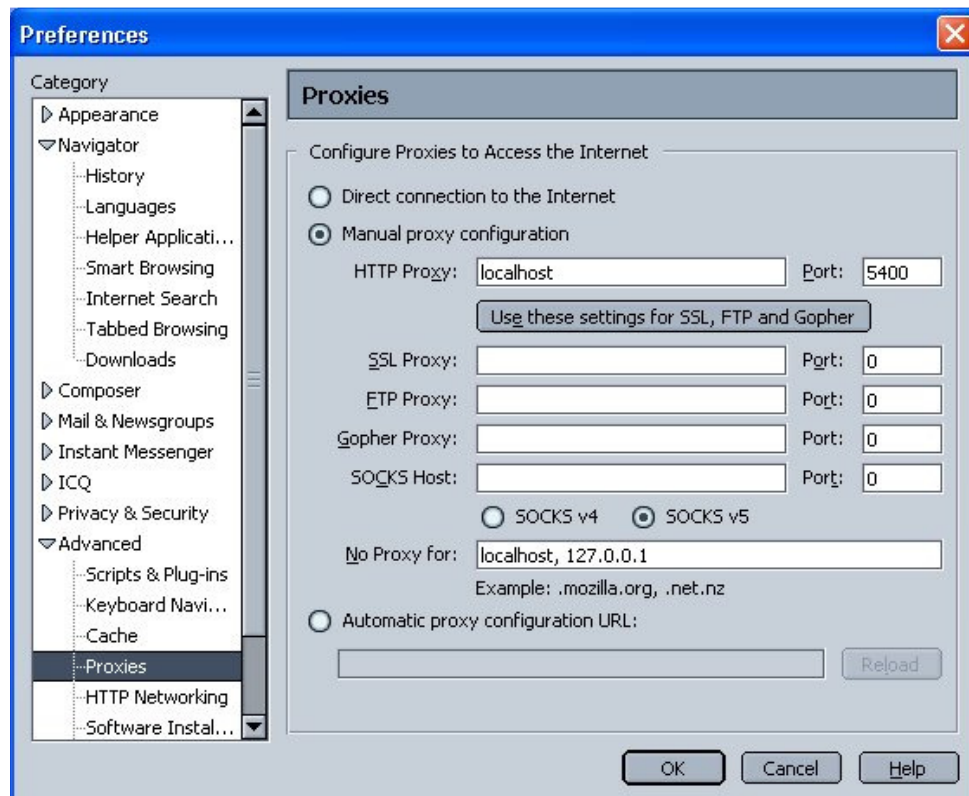 Preferences
Category
Appearance
Navigator
History
Languages
Helper Applicati...
Smart Browsing
Internet Search
Tabbed Browsing
Downloads
Composer
Mail & Newsgroups
Instant Messenger
ICQ
Privacy & Security
Advanced
Scripts & Plug-ins
Keyboard Navi...
Cache
Proxies
HTTP Networking
Software Instal...
Proxies
Configure Proxies to Access the Internet
Direct connection to the Internet
Manual proxy configuration
HTTP Proxy: localhost Port: 5400
Use these settings for SSL, FTP and Gopher
SSL Proxy: Port: 0
FTP Proxy: Port: 0
Gopher Proxy: Port: 0
SOCKS Host: Port: 0
SOCKS v4 SOCKS v5
No Proxy for: localhost, 127.0.0.1
Example: .mozilla.org, .net.nz
Automatic proxy configuration URL:
Reload
OK Cancel Help